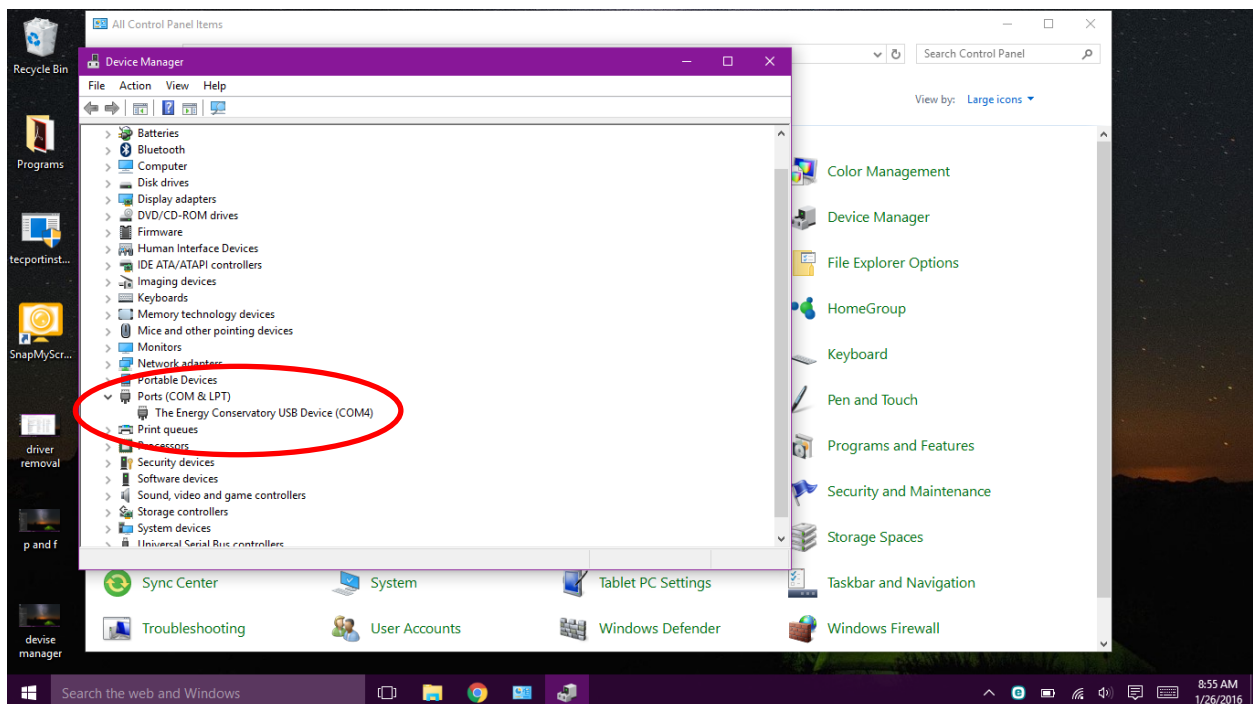 Recycle Bin
Programs
tecportinst...
SnapMyScr...
driver
removal
p and f
devise
manager
All Control Panel Items
Search Control Panel
View by: Large icons
Device Manager
File Action View Help
Batteries
Bluetooth
Computer
Disk drives
Display adapters
DVD/CD-ROM drives
Firmware
Human Interface Devices
IDE ATA/ATAPI controllers
Imaging devices
Keyboards
Memory technology devices
Mice and other pointing devices
Monitors
Network adapters
Portable Devices
Ports (COM & LPT)
The Energy Conservatory USB Device (COM4)
Print queues
Processors
Security devices
Software devices
Sound, video and game controllers
Storage controllers
System devices
Universal Serial Bus controllers
Color Management
Device Manager
File Explorer Options
HomeGroup
Keyboard
Pen and Touch
Programs and Features
Security and Maintenance
Storage Spaces
Sync Center System Tablet PC Settings Taskbar and Navigation
Troubleshooting User Accounts Windows Defender Windows Firewall
Search the web and Windows
8:55 AM
1/26/2016